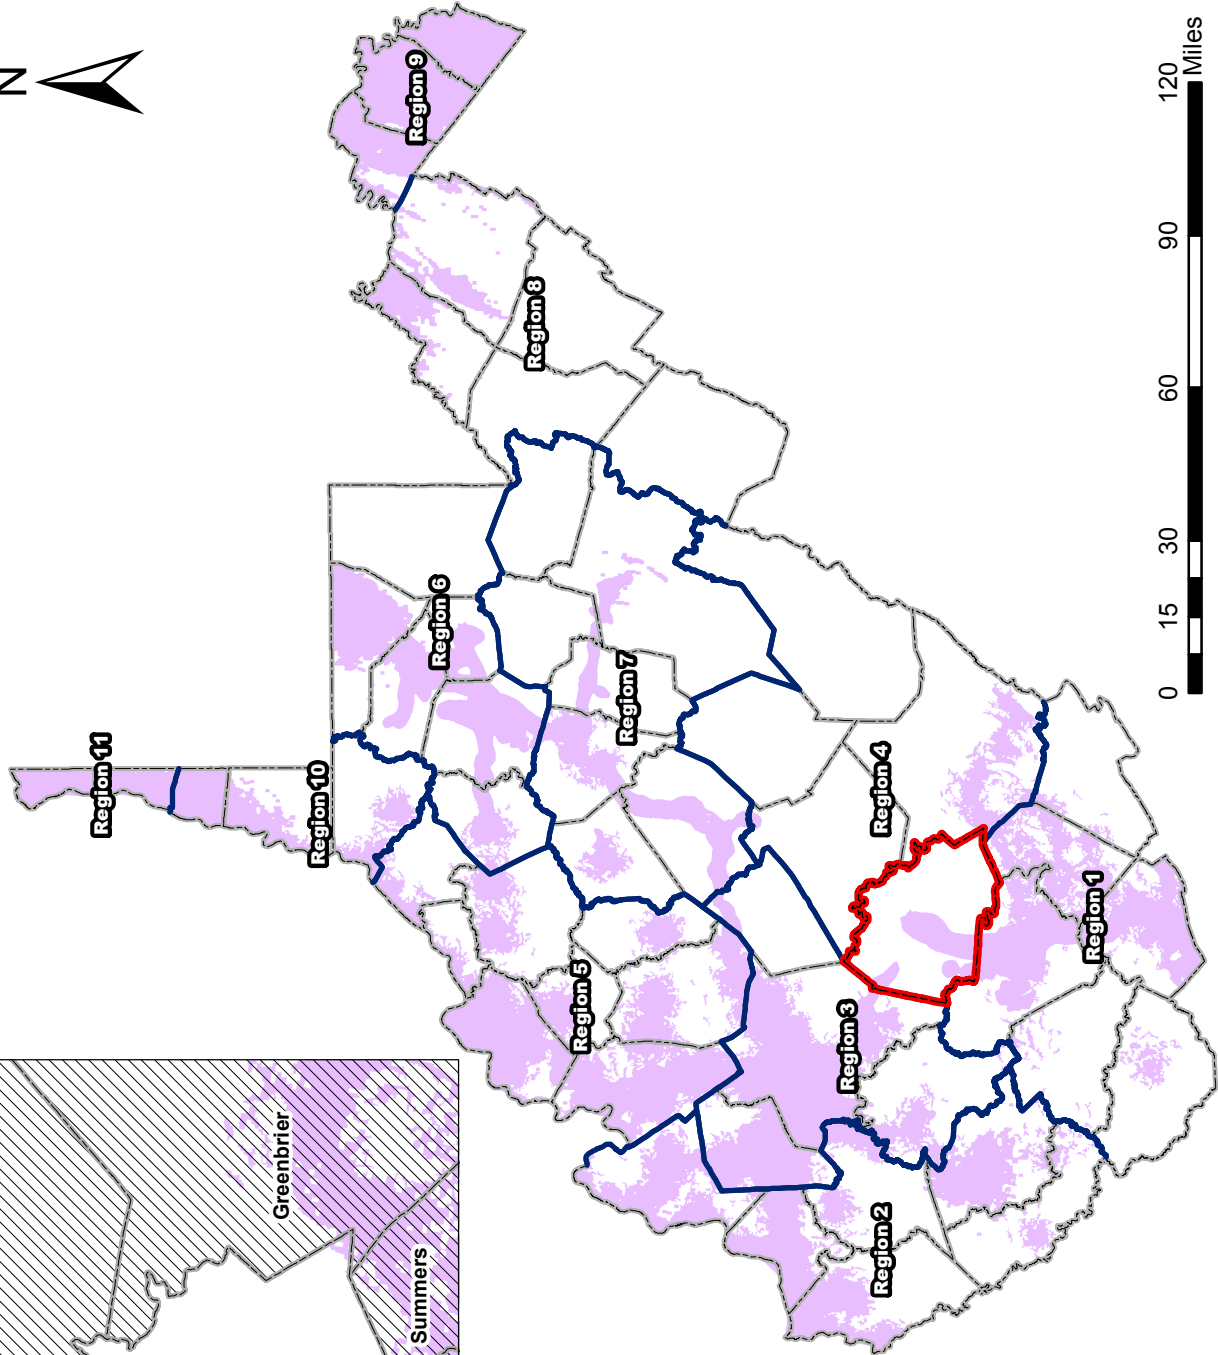 N
Region 9
Region 8
Region 6
Region 11
Region 10
Region 7
Region 4
Region 5
Region 3
Region 1
Region 2
Greenbrier
Summers
0 15 30 60 90 120
Miles